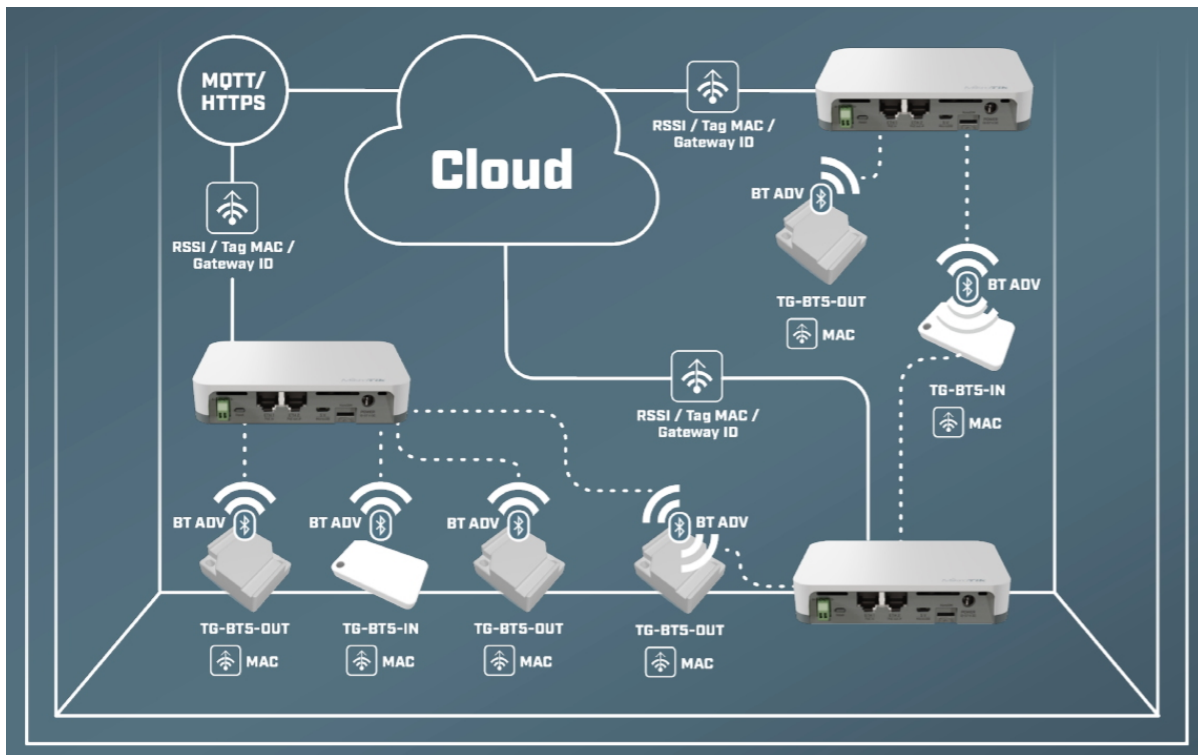 MQTT/
HTTPS
Cloud
RSSI / Tag MAC /
Gateway ID
BT ADV
TG-BT5-OUT
MAC
BT ADV
TG-BT5-IN
MAC
RSSI / Tag MAC /
Gateway ID
RSSI / Tag MAC /
Gateway ID
BT ADV
BT ADV
BT ADV
BT ADV
TG-BT5-OUT
TG-BT5-IN
TG-BT5-OUT
TG-BT5-OUT
MAC
MAC
MAC
MAC